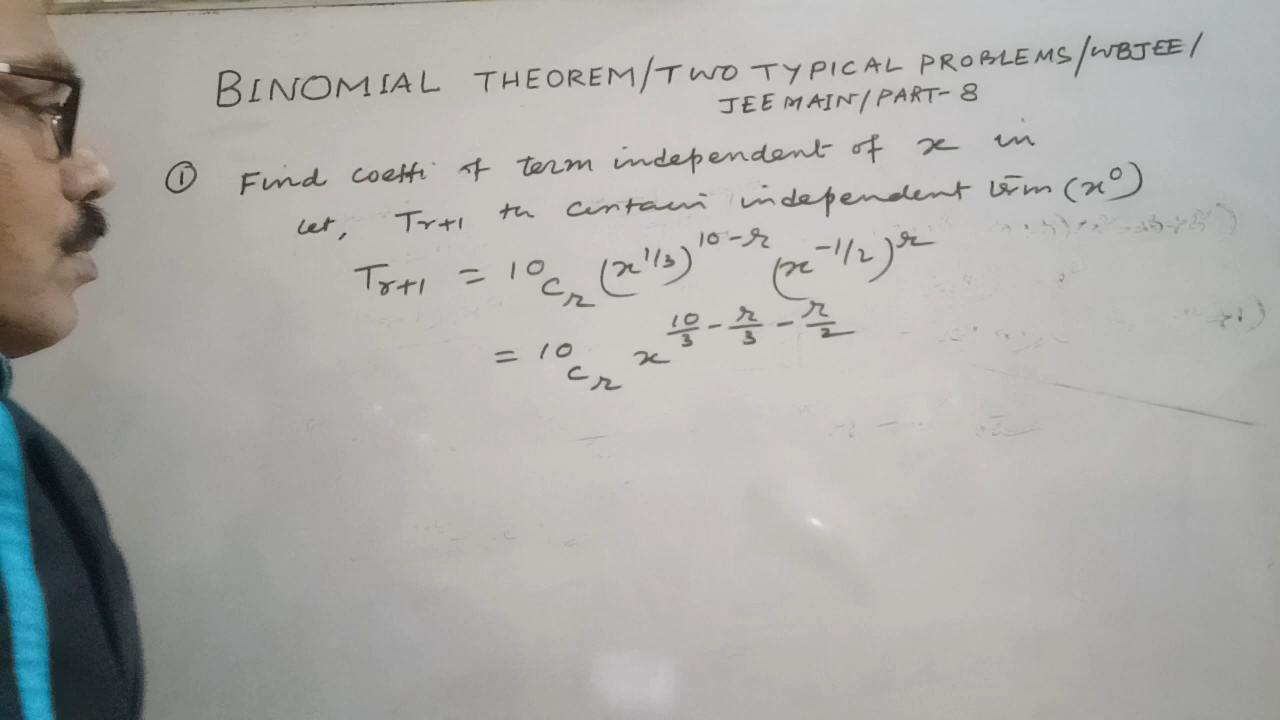 BINOMIAL THEOREM/TWO TYPICAL PROBLEMS/WBJEE/
JEE MAIN/PART-8
① Find coeffi of term independent of x in
let, Tr+1 th contain independent term (x⁰)
Tr+1 = ¹⁰Cr (x^1/3)^10-r (x^-1/2)^r
= ¹⁰Cr x^10/3 - r/3 - r/2